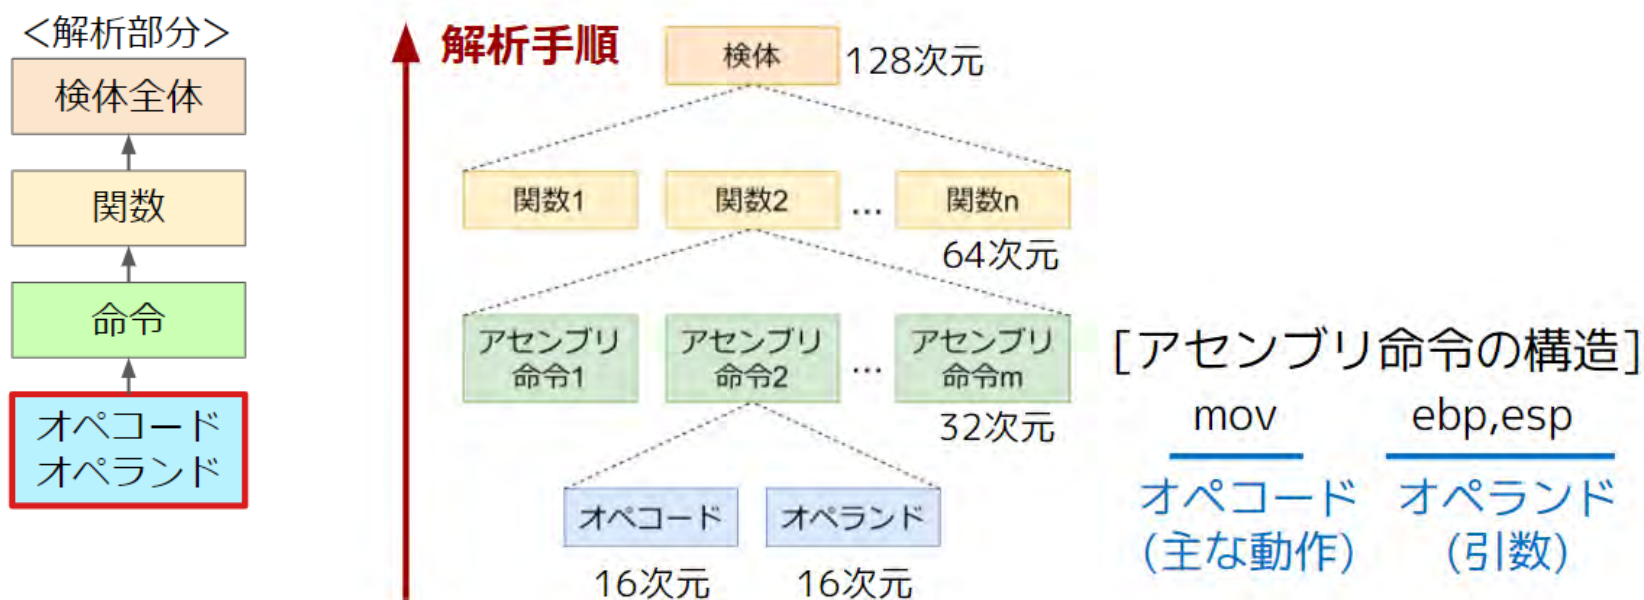 <解析部分>
検体全体
関数
命令
オペコード
オペランド
解析手順
検体
128次元
関数1
関数2
...
関数n
64次元
アセンブリ
命令1
アセンブリ
命令2
...
アセンブリ
命令m
32次元
オペコード
オペランド
16次元
16次元
[アセンブリ命令の構造]
mov
ebp,esp
オペコード
(主な動作)
オペランド
(引数)